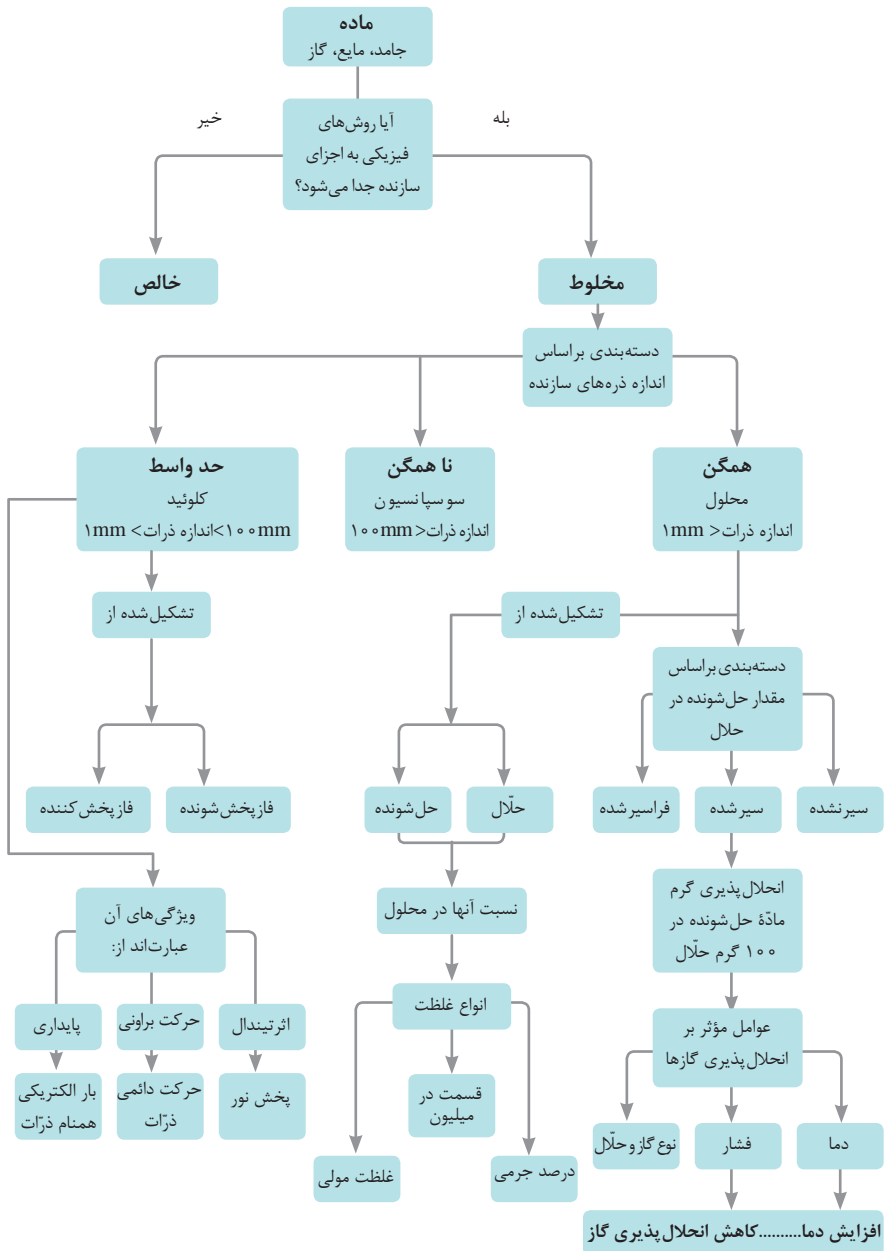 ماده
جامد، مایع، گاز
آیا روش‌های
فیزیکی به اجزای
سازنده جدا می‌شود؟
بله
خیر
مخلوط
خالص
دسته‌بندی براساس
اندازه ذره‌های سازنده
همگن
محلول
اندازه ذرات< ۱mm
نا همگن
سوسپانسیون
اندازه ذرات>۱۰۰mm
حد واسط
کلوئید
۱۰۰mm>اندازه ذرات> ۱mm
تشکیل‌شده از
تشکیل‌شده از
دسته‌بندی‌براساس
مقدار حل‌شونده در
حلال
سیرنشده
سیرشده
فراسیرشده
حلّال
حل‌شونده
فازپخش‌شونده
فازپخش‌کننده
انحلال‌پذیری گرم
مادّۀ حل‌شونده در
۱۰۰ گرم حلّال
نسبت آنها در محلول
ویژگی‌های آن
عبارت‌اند از:
عوامل مؤثر بر
انحلال‌پذیری گازها
انواع غلظت
اثرتیندال
حرکت براونی
پایداری
پخش نور
حرکت دائمی
ذرّات
بار الکتریکی
همنام ذرّات
دما
فشار
نوع گاز‌و‌حلّال
درصد جرمی
قسمت در
میلیون
غلظت مولی
افزایش دما..........کاهش انحلال‌پذیری گاز